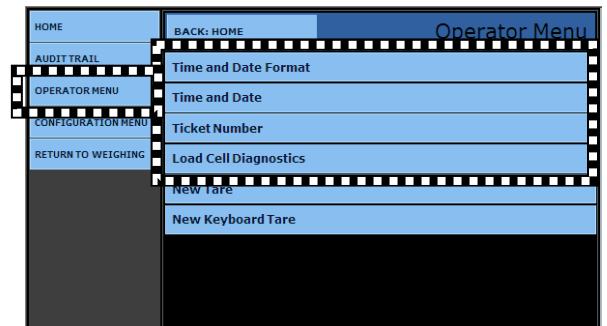 HOME
AUDIT TRAIL
OPERATOR MENU
CONFIGURATION MENU
RETURN TO WEIGHING
BACK: HOME
Operator Menu
Time and Date Format
Time and Date
Ticket Number
Load Cell Diagnostics
New Tare
New Keyboard Tare